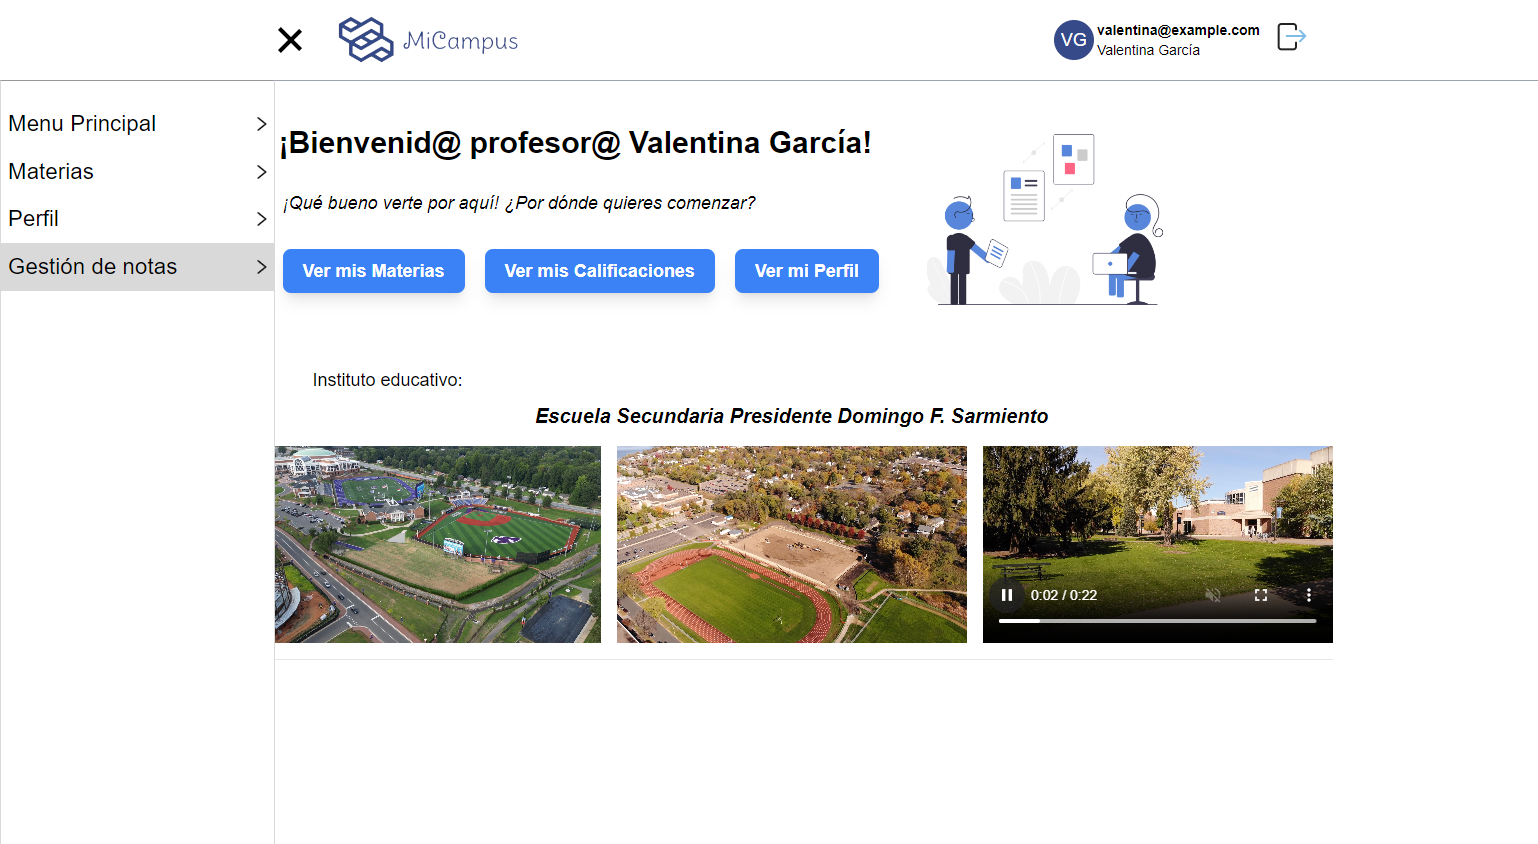 MiCampus
VG
valentina@example.com
Valentina García
Menu Principal
Materias
Perfil
Gestión de notas
¡Bienvenid@ profesor@ Valentina García!
¡Qué bueno verte por aquí! ¿Por dónde quieres comenzar?
Ver mis Materias
Ver mis Calificaciones
Ver mi Perfil
Instituto educativo:
Escuela Secundaria Presidente Domingo F. Sarmiento
0:02 / 0:22